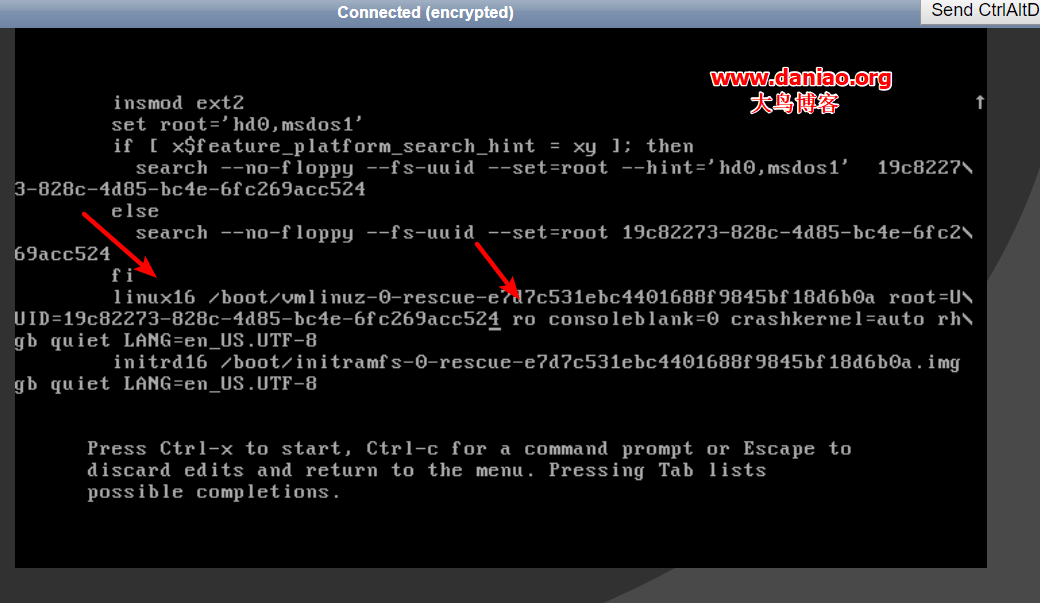 Connected (encrypted)
Send CtrlAltD
www.daniao.org
大鸟博客
insmod ext2
set root='hd0,msdos1'
if [ x$feature_platform_search_hint = xy ]; then
search --no-floppy --fs-uuid --set=root --hint='hd0,msdos1'  19c8227\
3-828c-4d85-bc4e-6fc269acc524
else
search --no-floppy --fs-uuid --set=root 19c82273-828c-4d85-bc4e-6fc2\
69acc524
fi
linux16 /boot/vmlinuz-0-rescue-e7d7c531ebc4401688f9845bf18d6b0a root=U\
UID=19c82273-828c-4d85-bc4e-6fc269acc524 ro consoleblank=0 crashkernel=auto rh\
gb quiet LANG=en_US.UTF-8
initrd16 /boot/initramfs-0-rescue-e7d7c531ebc4401688f9845bf18d6b0a.img
gb quiet LANG=en_US.UTF-8
Press Ctrl-x to start, Ctrl-c for a command prompt or Escape to
discard edits and return to the menu. Pressing Tab lists
possible completions.